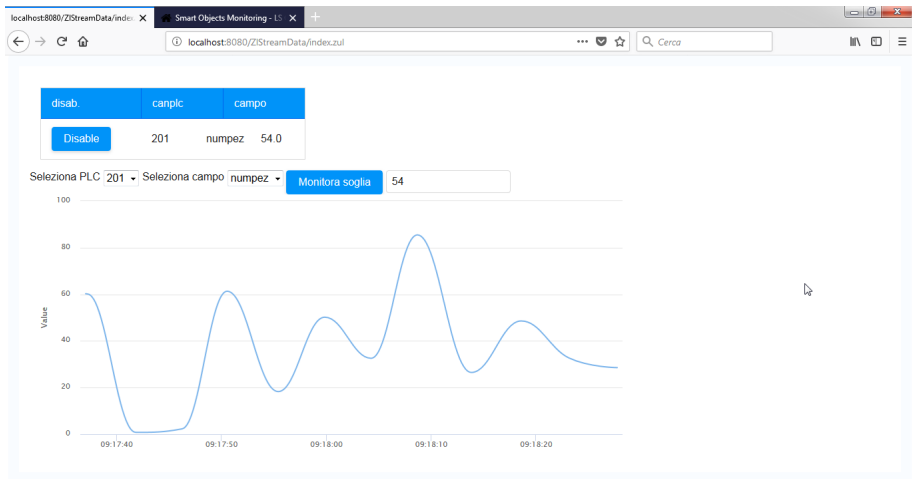 localhost:8080/ZIStreamData/index
Smart Objects Monitoring - LS
localhost:8080/ZIStreamData/index.zul
Cerca
disab. canplc campo
Disable 201 numpez 54.0
Seleziona PLC 201 Seleziona campo numpez Monitora soglia 54
100
80
60
40
20
0
Value
09:17:40 09:17:50 09:18:00 09:18:10 09:18:20